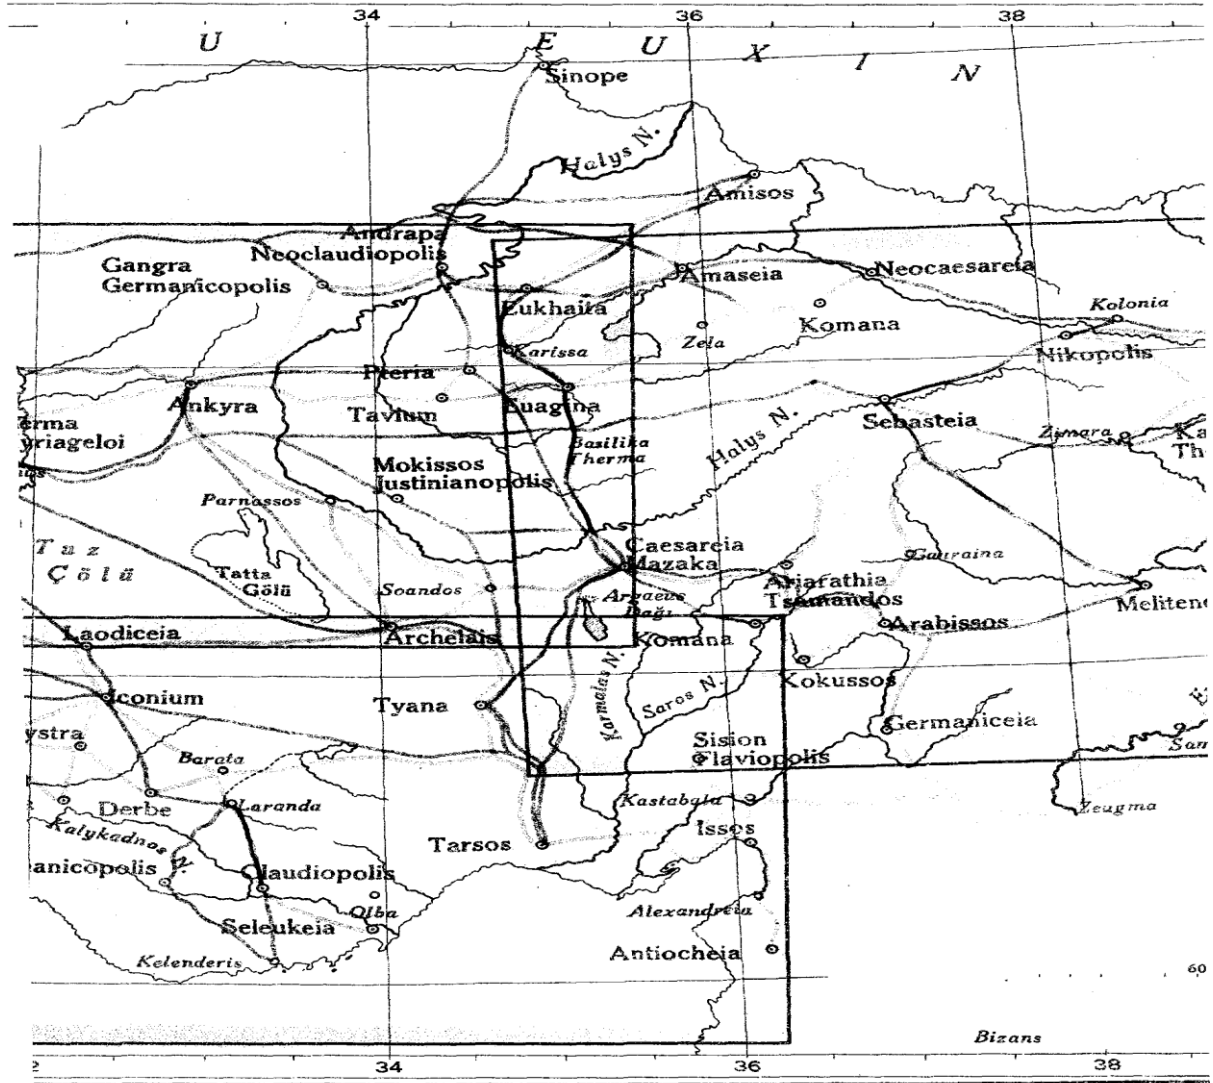 34 36 38
U E U X I N
Sinope
Halys N.
Amisos
Andrapa
Neoclaudiopolis
Gangra
Germanicopolis
Amaseia
Neocaesareia
Eukhaita
Kolonia
Komana
Zela
Nikopolis
Karissa
Pteria
Ankyra
Tavium
Euagina
Sebasteia
Halys N.
Zimara
Basilika
Therma
Mokissos
Justinianopolis
Parnassos
Tuz
Çölü
Tatta
Gölü
Soandos
Caesareia
Mazaka
Argaeus
Dağı
Gauraina
Ariarathia
Tsamandos
Melitene
Laodiceia
Archelais
Komana
Arabissos
Kokussos
Iconium
Tyana
Karmalas N.
Saros N.
Germaniceia
Sision
Flaviopolis
Barata
Derbe
Laranda
Kastabala
Zeugma
Kalykadnos N.
Tarsos
Issos
Claudiopolis
Olba
Alexandreia
Seleukeia
Antiocheia
Kelenderis
60
Bizans
34 36 38